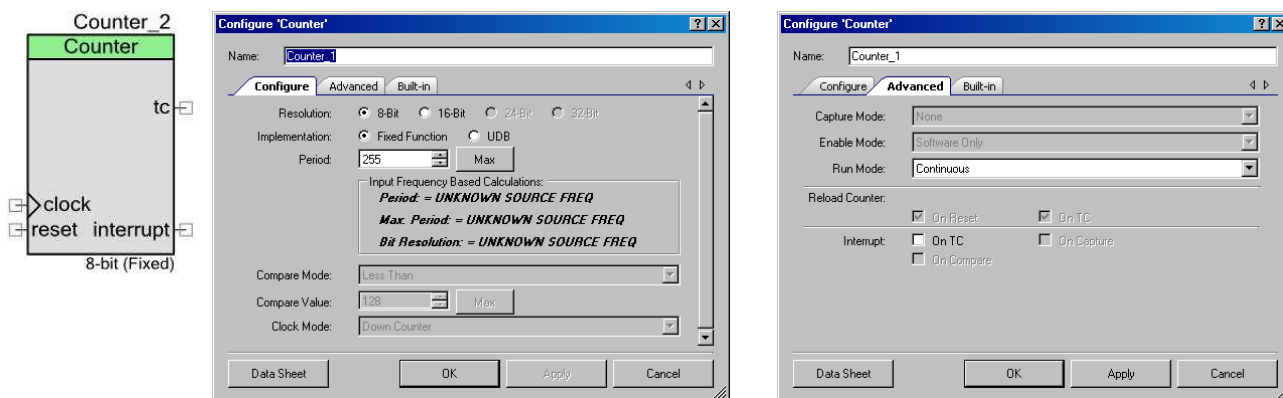 Counter_2
Counter
tc
clock
reset interrupt
8-bit (Fixed)
Configure 'Counter'
Name: Counter_1
Configure Advanced Built-in
Resolution: 8-Bit 16-Bit 24-Bit 32-Bit
Implementation: Fixed Function UDB
Period: 255 Max
Input Frequency Based Calculations:
Period: = UNKNOWN SOURCE FREQ
Max. Period: = UNKNOWN SOURCE FREQ
Bit Resolution: = UNKNOWN SOURCE FREQ
Compare Mode: Less Than
Compare Value: 128 Max
Clock Mode: Down Counter
Data Sheet OK Apply Cancel
Configure 'Counter'
Name: Counter_1
Configure Advanced Built-in
Capture Mode: None
Enable Mode: Software Only
Run Mode: Continuous
Reload Counter:
On Reset On TC
Interrupt: On TC On Capture
On Compare
Data Sheet OK Apply Cancel